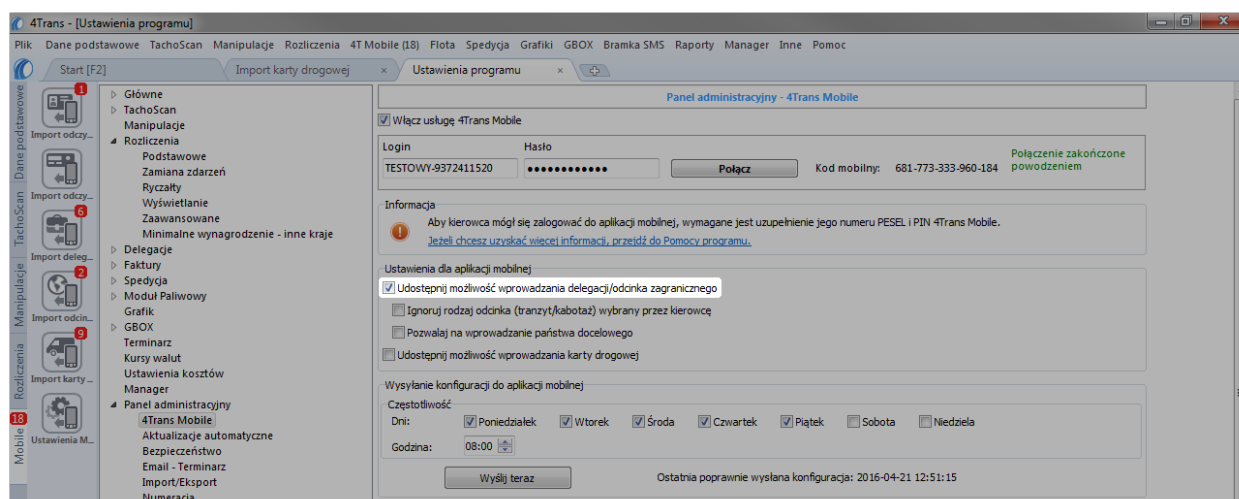 4Trans - [Ustawienia programu]
Plik Dane podstawowe TachoScan Manipulacje Rozliczenia 4T Mobile (18) Flota Spedycja Grafiki GBOX Bramka SMS Raporty Manager Inne Pomoc
Start [F2] Import karty drogowej × Ustawienia programu ×
Dane podstawowe
TachoScan
Manipulacje
Rozliczenia
18
Mobile
1
Import odczy...
Import odczy...
6
Import deleg...
2
Import odcin...
9
Import karty ...
Ustawienia M...
Główne
TachoScan
Manipulacje
Rozliczenia
Podstawowe
Zamiana zdarzeń
Ryczałty
Wyświetlanie
Zaawansowane
Minimalne wynagrodzenie - inne kraje
Delegacje
Faktury
Spedycja
Moduł Paliwowy
Grafik
GBOX
Terminarz
Kursy walut
Ustawienia kosztów
Manager
Panel administracyjny
4Trans Mobile
Aktualizacje automatyczne
Bezpieczeństwo
Email - Terminarz
Import/Eksport
Numeracja
Panel administracyjny - 4Trans Mobile
Włącz usługę 4Trans Mobile
Login Hasło
TESTOWY-9372411520 ●●●●●●●●●●●● Połącz Kod mobilny: 681-773-333-960-184 Połączenie zakończone
powodzeniem
Informacja
Aby kierowca mógł się zalogować do aplikacji mobilnej, wymagane jest uzupełnienie jego numeru PESEL i PIN 4Trans Mobile.
Jeżeli chcesz uzyskać więcej informacji, przejdź do Pomocy programu.
Ustawienia dla aplikacji mobilnej
Udostępnij możliwość wprowadzania delegacji/odcinka zagranicznego
Ignoruj rodzaj odcinka (tranzyt/kabotaż) wybrany przez kierowcę
Pozwalaj na wprowadzanie państwa docelowego
Udostępnij możliwość wprowadzania karty drogowej
Wysyłanie konfiguracji do aplikacji mobilnej
Częstotliwość
Dni: Poniedziałek Wtorek Środa Czwartek Piątek Sobota Niedziela
Godzina: 08:00
Wyślij teraz Ostatnia poprawnie wysłana konfiguracja: 2016-04-21 12:51:15